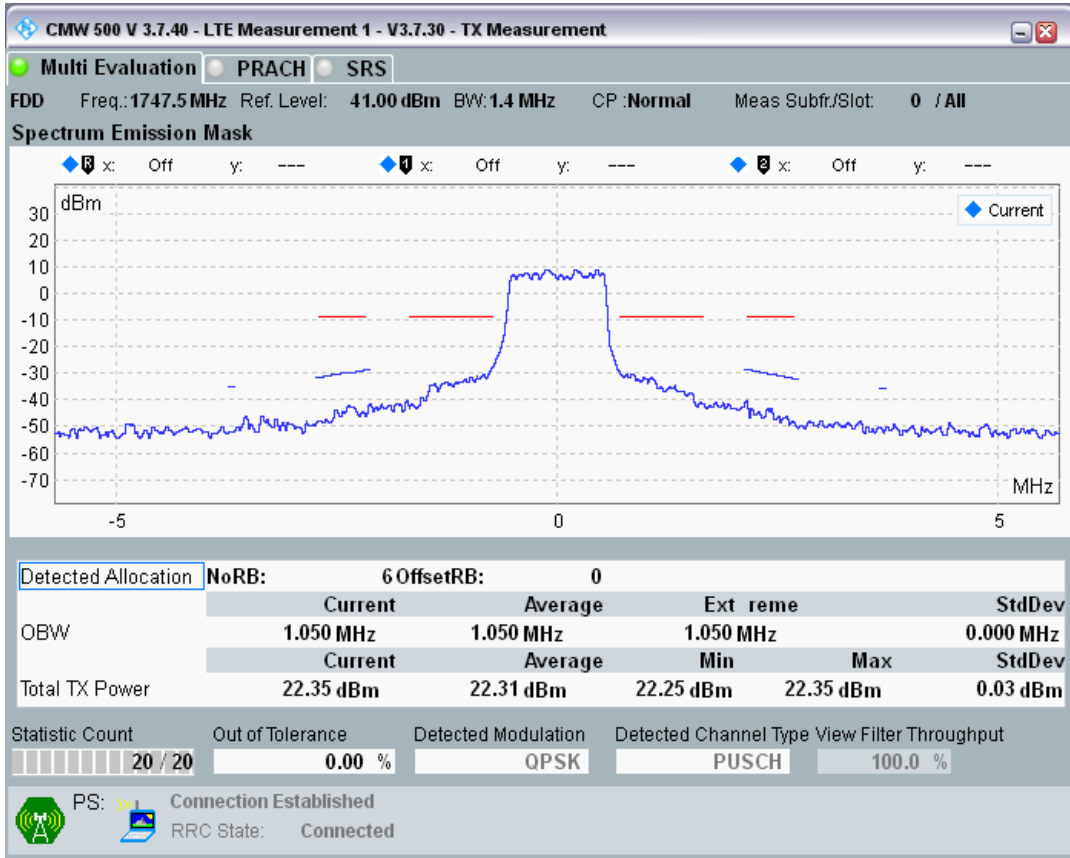 CMW 500 V 3.7.40 - LTE Measurement 1 - V3.7.30 - TX Measurement
Multi Evaluation PRACH SRS
FDD Freq.: 1747.5 MHz Ref. Level: 41.00 dBm BW: 1.4 MHz CP : Normal Meas Subfr./Slot: 0 / All
Spectrum Emission Mask
R x: Off y: --- 1 x: Off y: --- 2 x: Off y: ---
dBm
Current
30
20
10
0
-10
-20
-30
-40
-50
-60
-70
MHz
-5 0 5
Detected Allocation NoRB: 6 OffsetRB: 0
Current Average Ext reme StdDev
OBW 1.050 MHz 1.050 MHz 1.050 MHz 0.000 MHz
Current Average Min Max StdDev
Total TX Power 22.35 dBm 22.31 dBm 22.25 dBm 22.35 dBm 0.03 dBm
Statistic Count Out of Tolerance Detected Modulation Detected Channel Type View Filter Throughput
20 / 20 0.00 % QPSK PUSCH 100.0 %
PS: Connection Established
RRC State: Connected